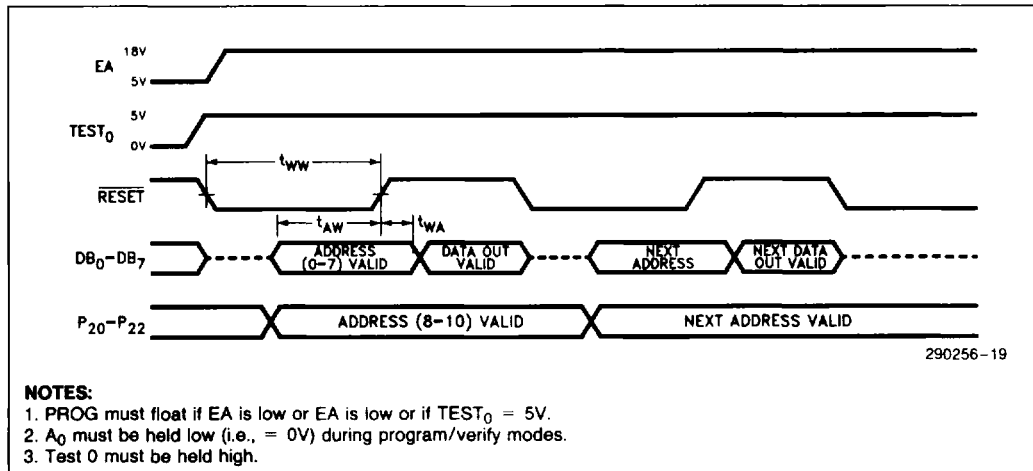 18V
EA
5V
5V
TEST0
0V
tWW
RESET
tAW
tWA
DB0–DB7
ADDRESS
(0–7) VALID
DATA OUT
VALID
NEXT
ADDRESS
NEXT DATA
OUT VALID
P20–P22
ADDRESS (8–10) VALID
NEXT ADDRESS VALID
290256–19
NOTES:
1. PROG must float if EA is low or EA is low or if TEST0 = 5V.
2. A0 must be held low (i.e., = 0V) during program/verify modes.
3. Test 0 must be held high.